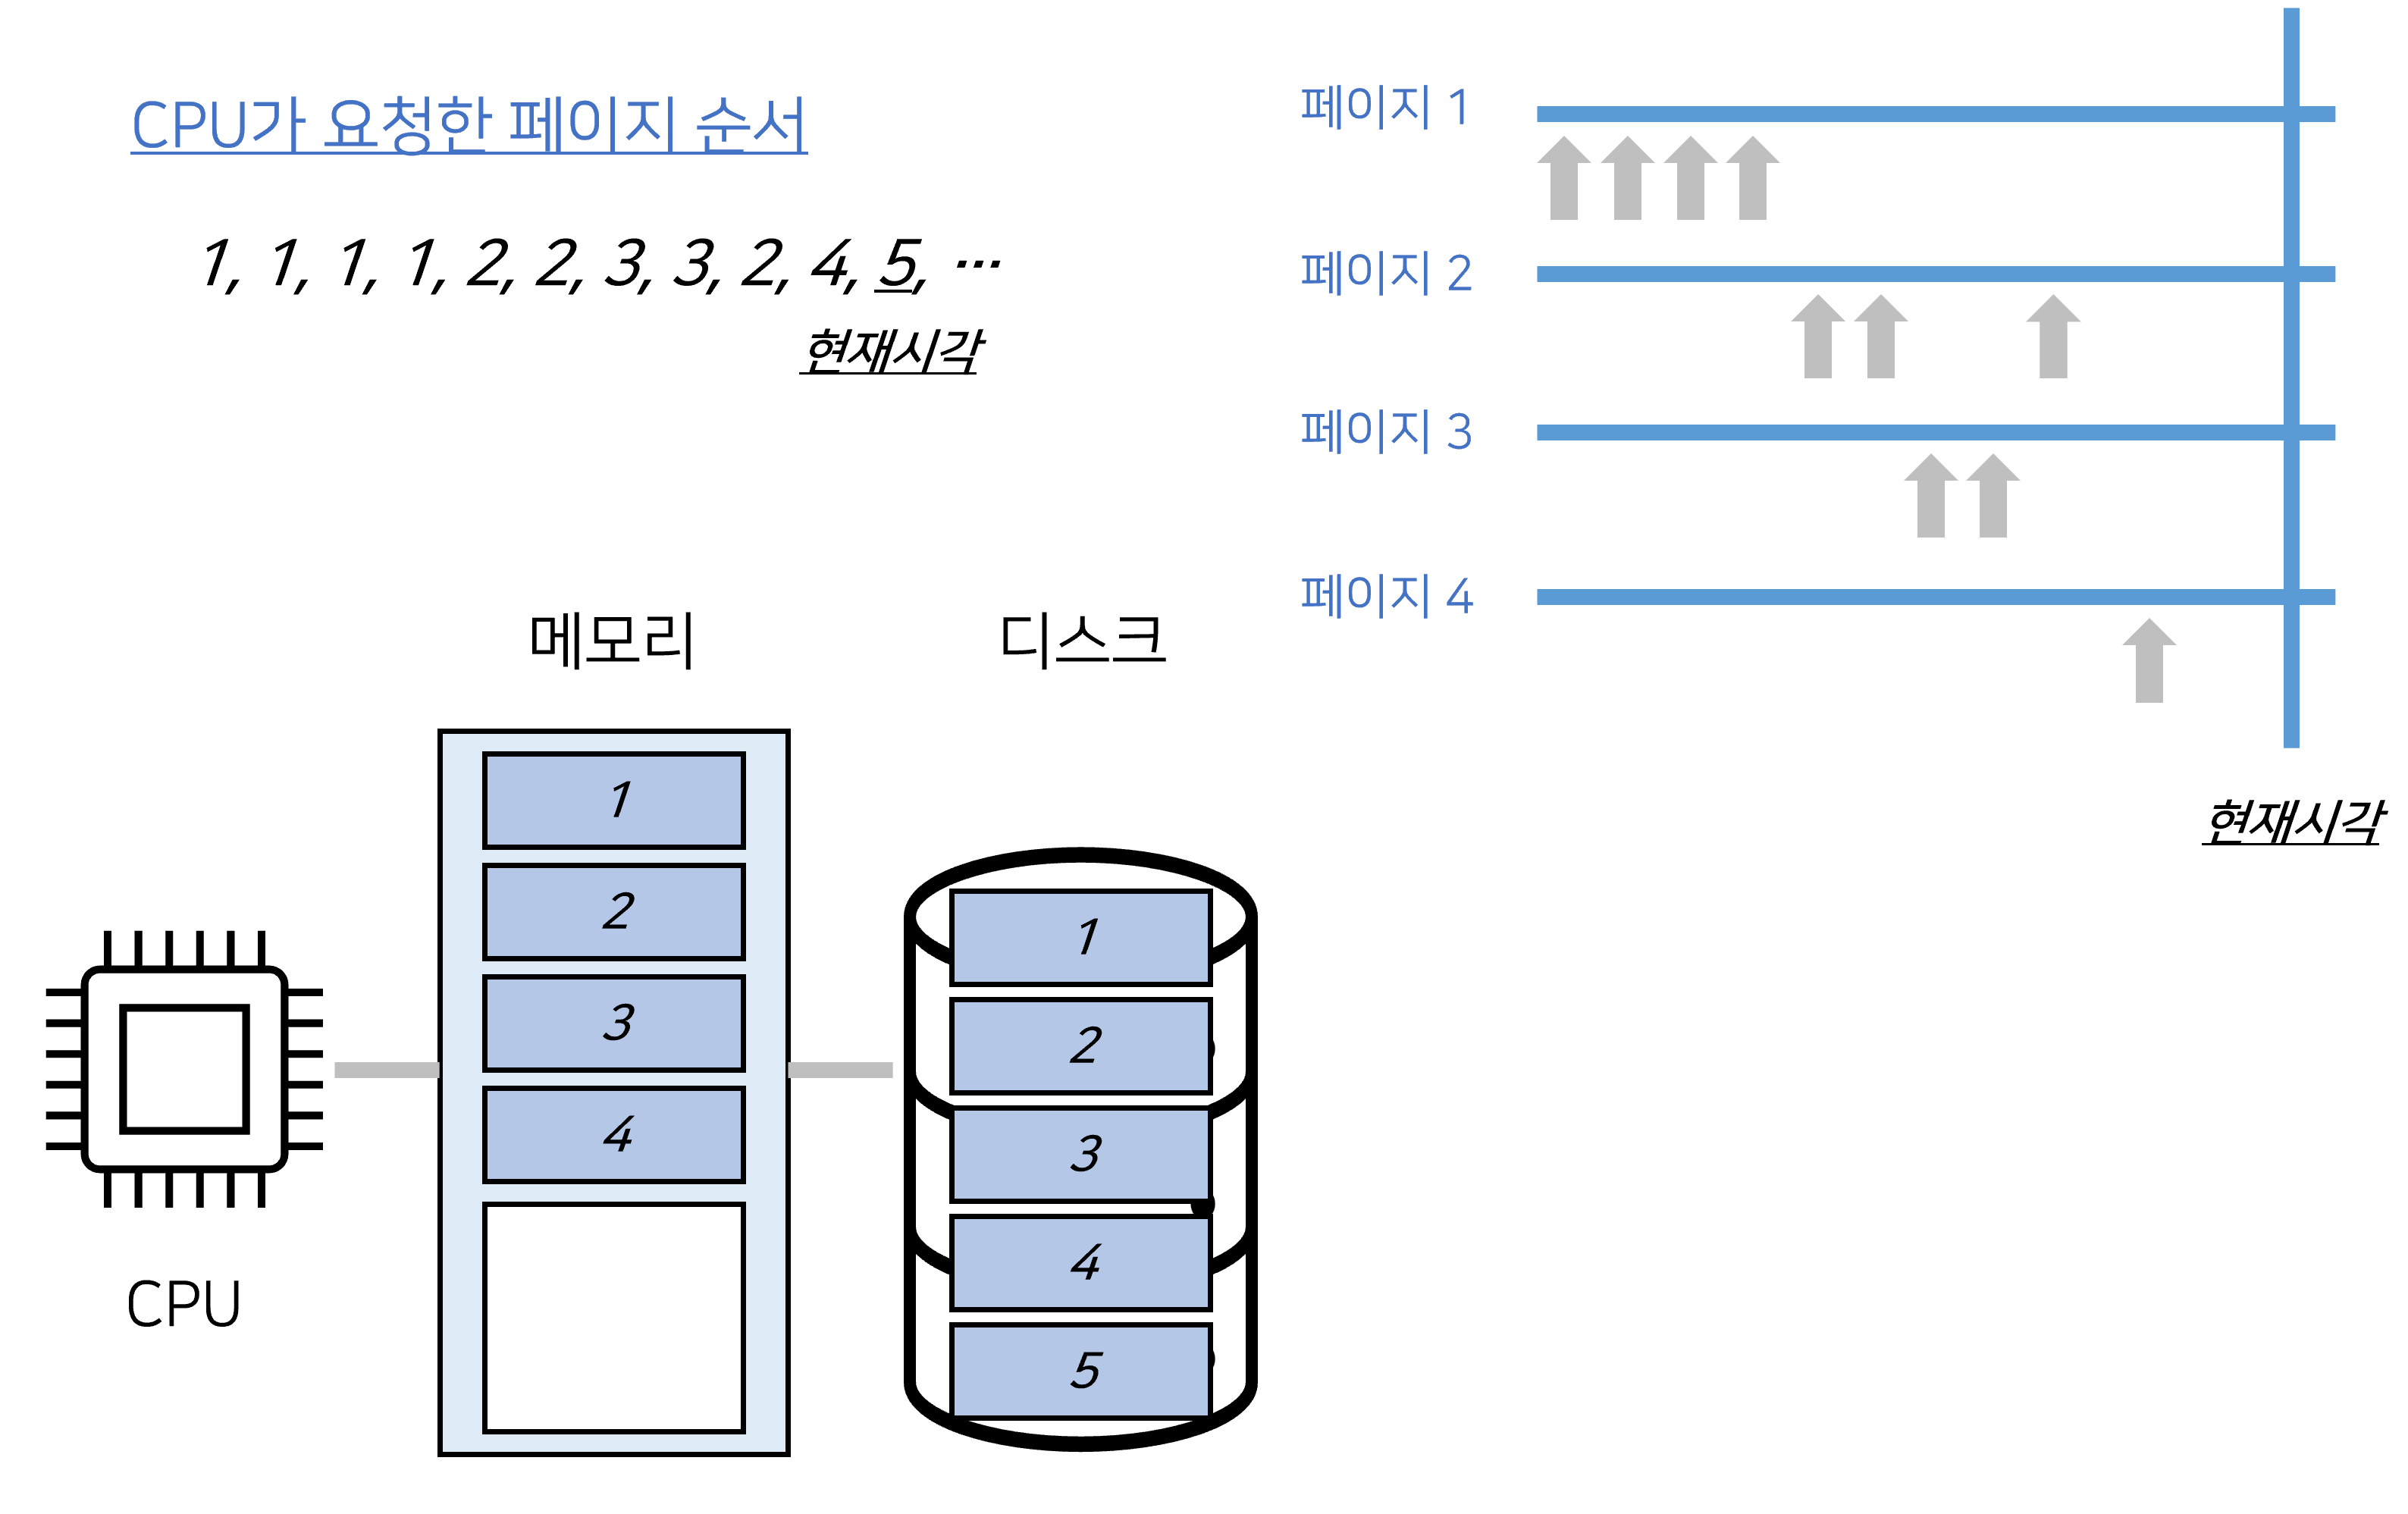 CPU가 요청한 페이지 순서
1, 1, 1, 1, 2, 2, 3, 3, 2, 4, 5, …
현재시각
페이지 1
페이지 2
페이지 3
페이지 4
현재시각
메모리
1
2
3
4
디스크
1
2
3
4
5
CPU